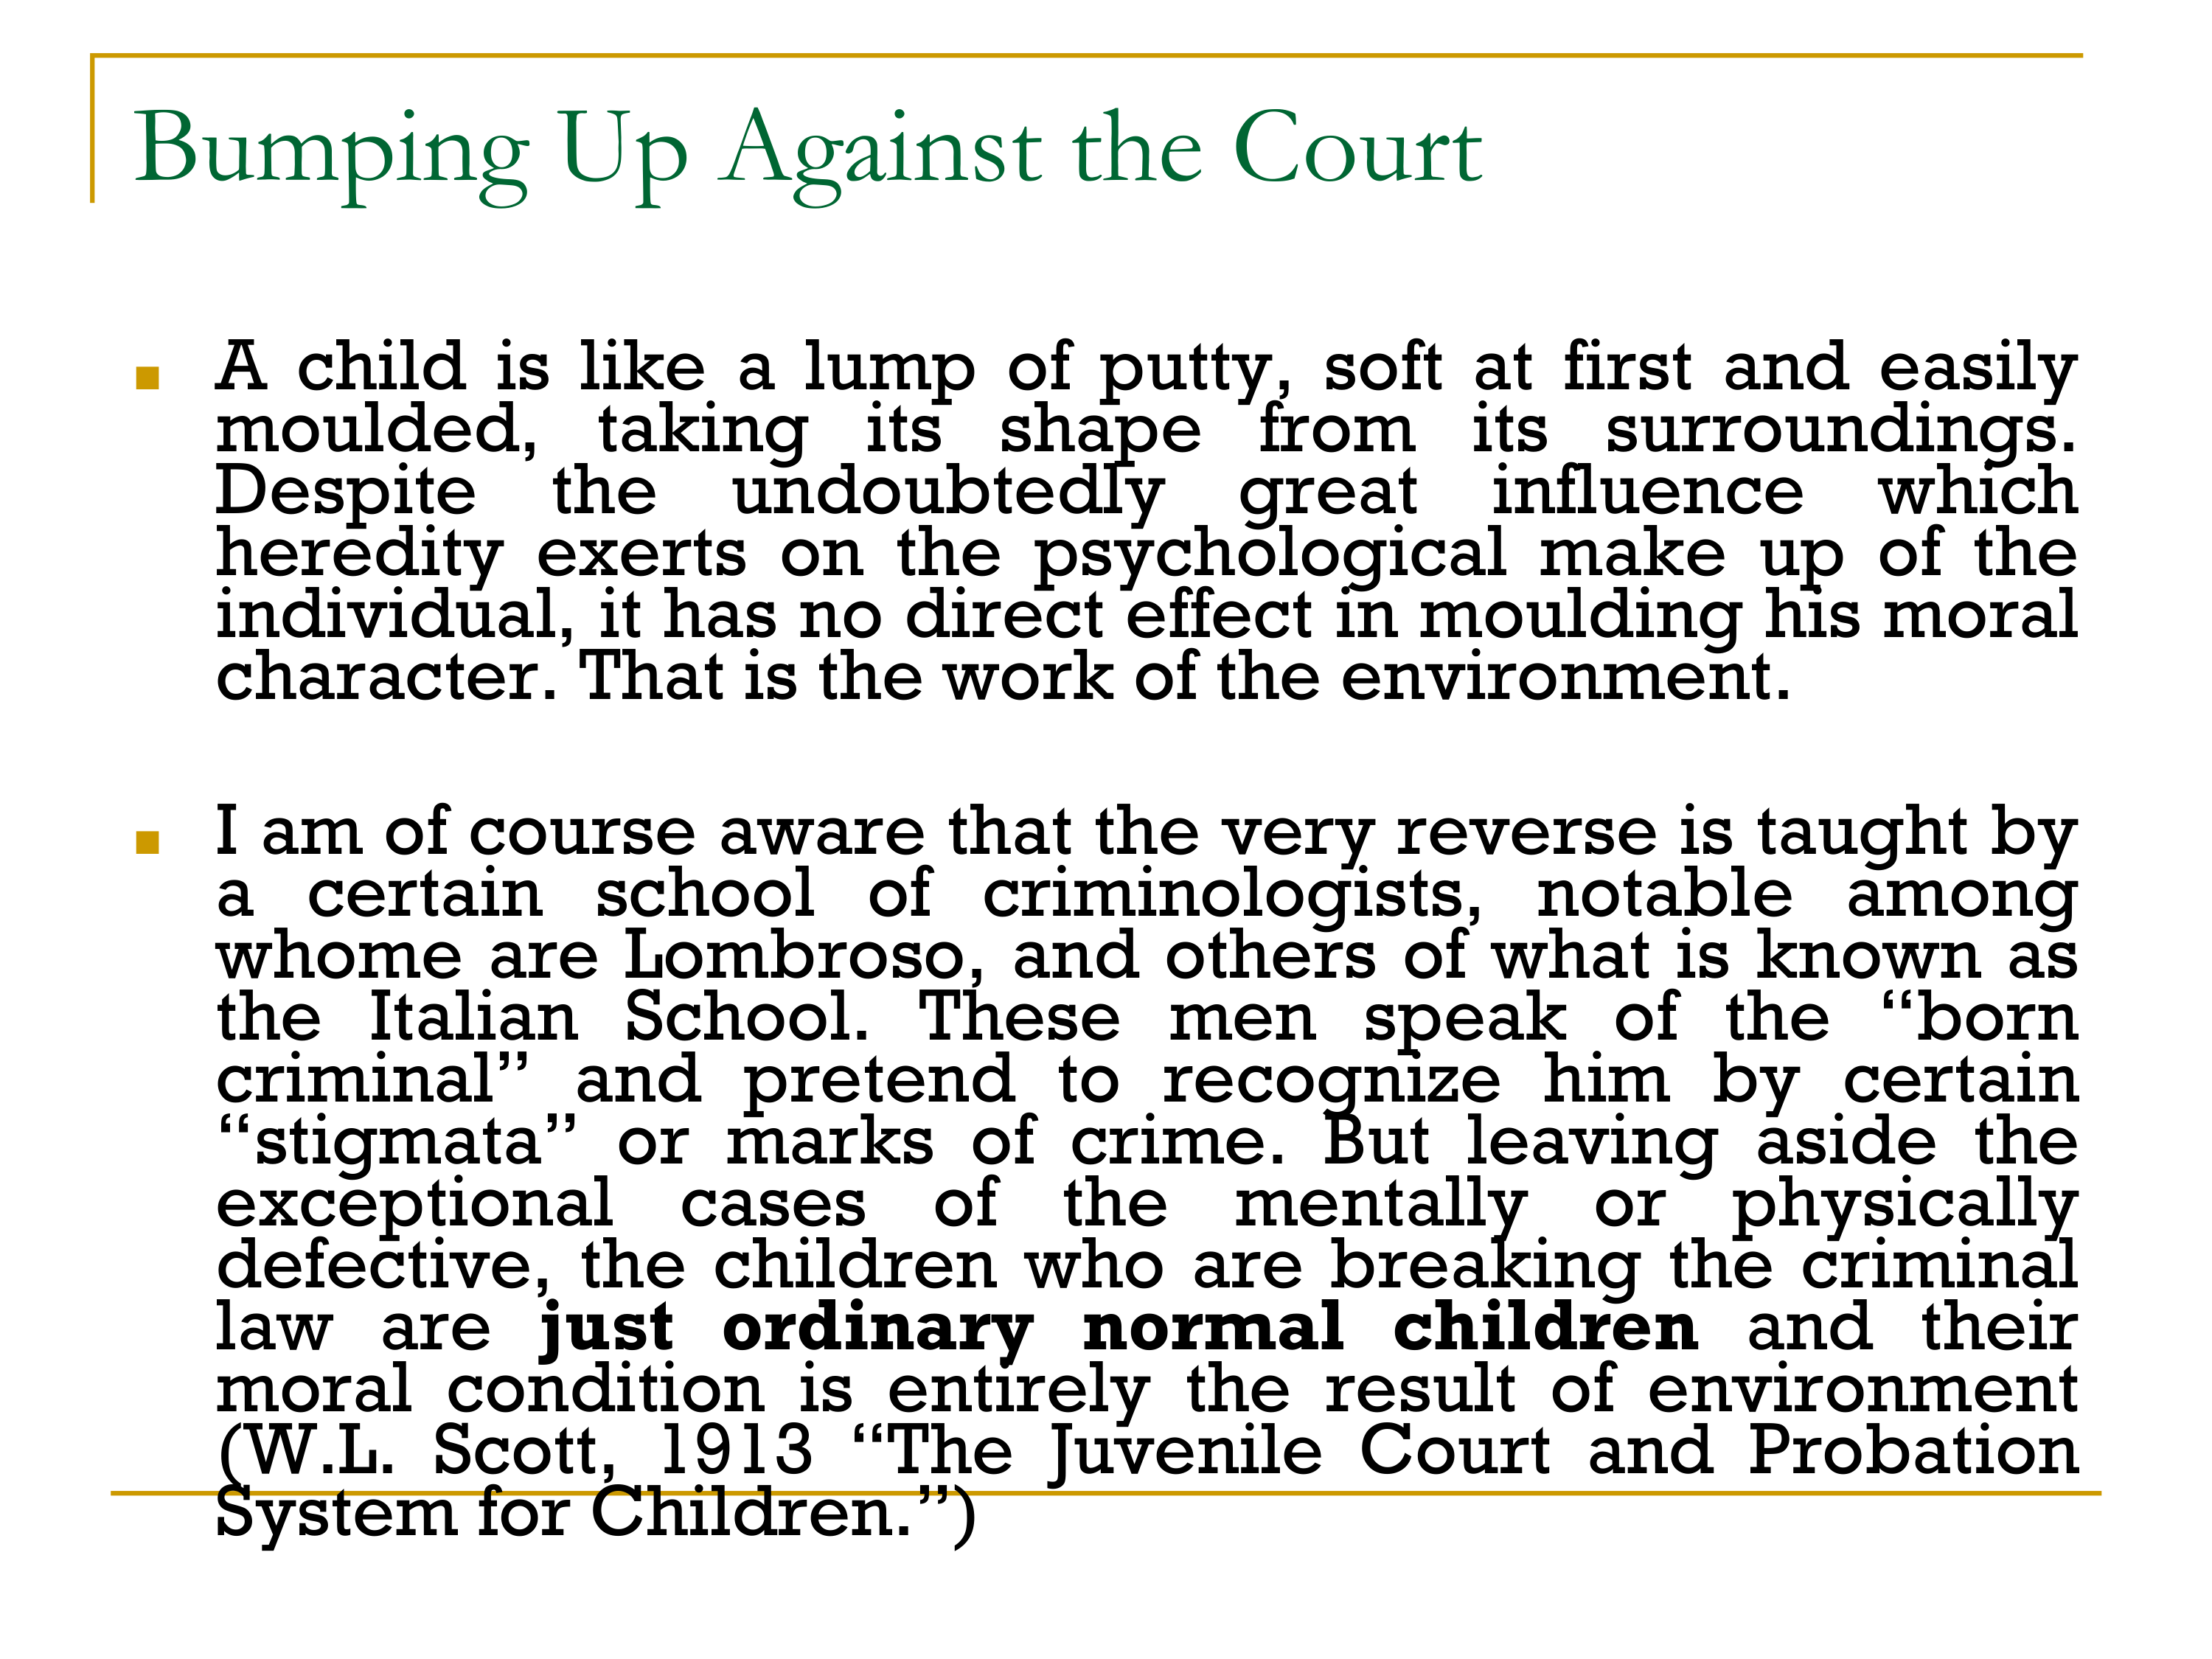 Bumping Up Against the Court
A child is like a lump of putty, soft at first and easily
moulded, taking its shape from its surroundings.
Despite the undoubtedly great influence which
heredity exerts on the psychological make up of the
individual, it has no direct effect in moulding his moral
character. That is the work of the environment.
I am of course aware that the very reverse is taught by
a certain school of criminologists, notable among
whome are Lombroso, and others of what is known as
the Italian School. These men speak of the “born
criminal” and pretend to recognize him by certain
“stigmata” or marks of crime. But leaving aside the
exceptional cases of the mentally or physically
defective, the children who are breaking the criminal
law are just ordinary normal children and their
moral condition is entirely the result of environment
(W.L. Scott, 1913 “The Juvenile Court and Probation
System for Children.”)